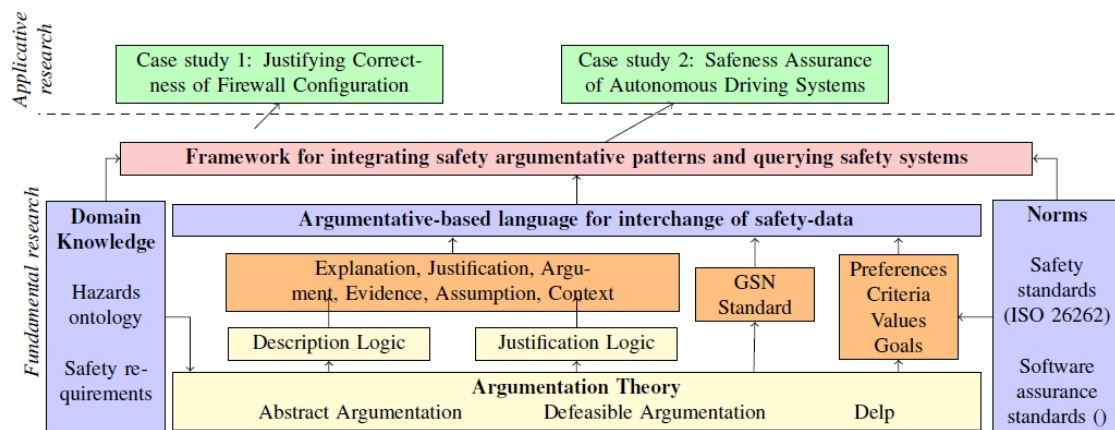 Applicative
research
Case study 1: Justifying Correct-
ness of Firewall Configuration
Case study 2: Safeness Assurance
of Autonomous Driving Systems
Framework for integrating safety argumentative patterns and querying safety systems
Fundamental research
Domain
Knowledge
Hazards
ontology
Safety re-
quirements
Argumentative-based language for interchange of safety-data
Explanation, Justification, Argu-
ment, Evidence, Assumption, Context
GSN
Standard
Preferences
Criteria
Values
Goals
Description Logic
Justification Logic
Argumentation Theory
Abstract Argumentation
Defeasible Argumentation
Delp
Norms
Safety
standards
(ISO 26262)
Software
assurance
standards ()